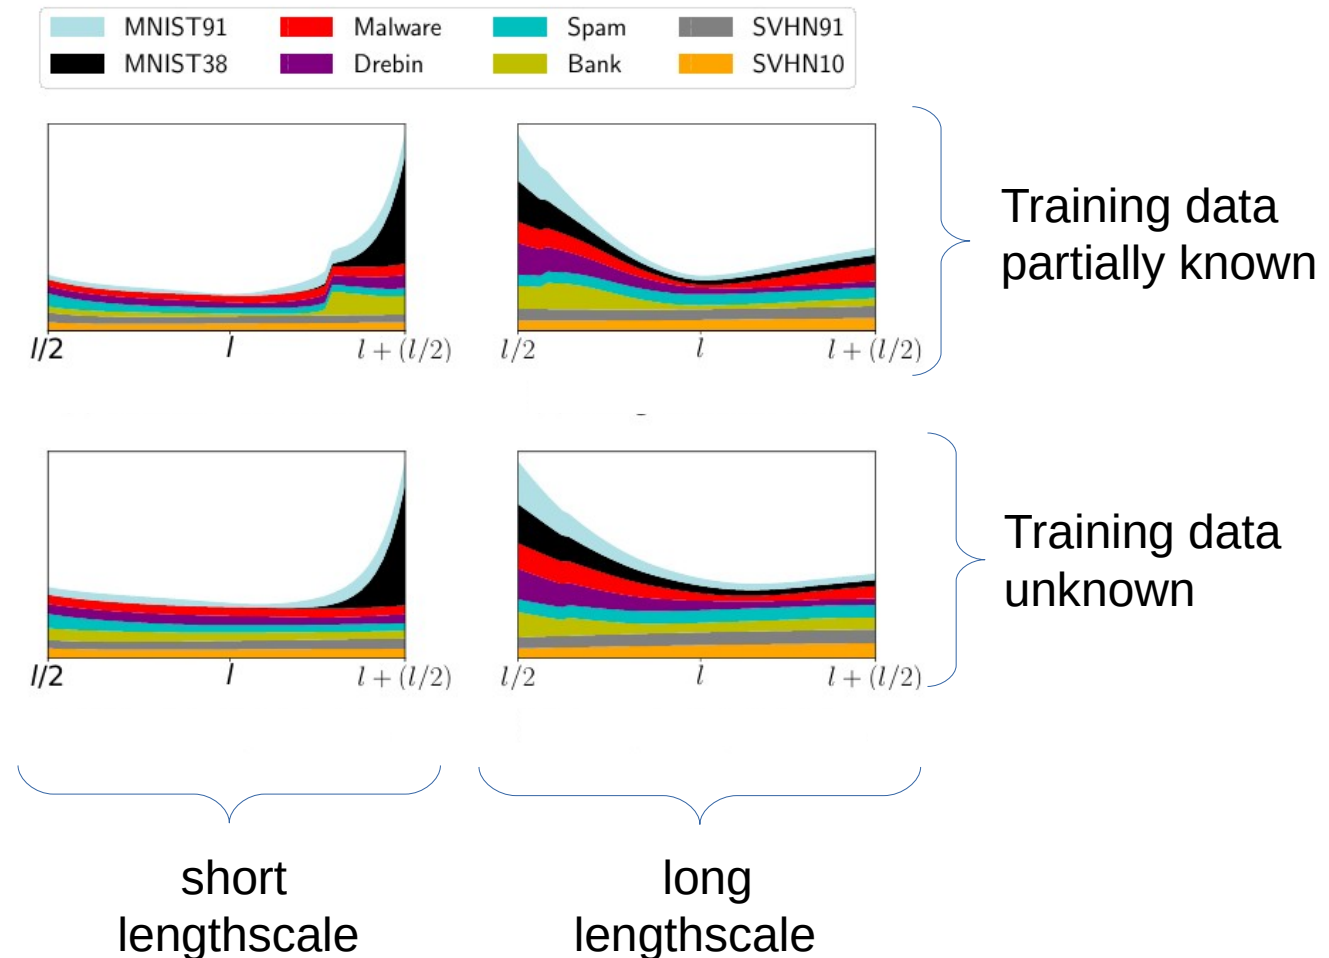 MNIST91 Malware Spam SVHN91
MNIST38 Drebin Bank SVHN10
l/2 l l + (l/2) l/2 l l + (l/2)
Training data
partially known
l/2 l l + (l/2) l/2 l l + (l/2)
Training data
unknown
short
lengthscale
long
lengthscale